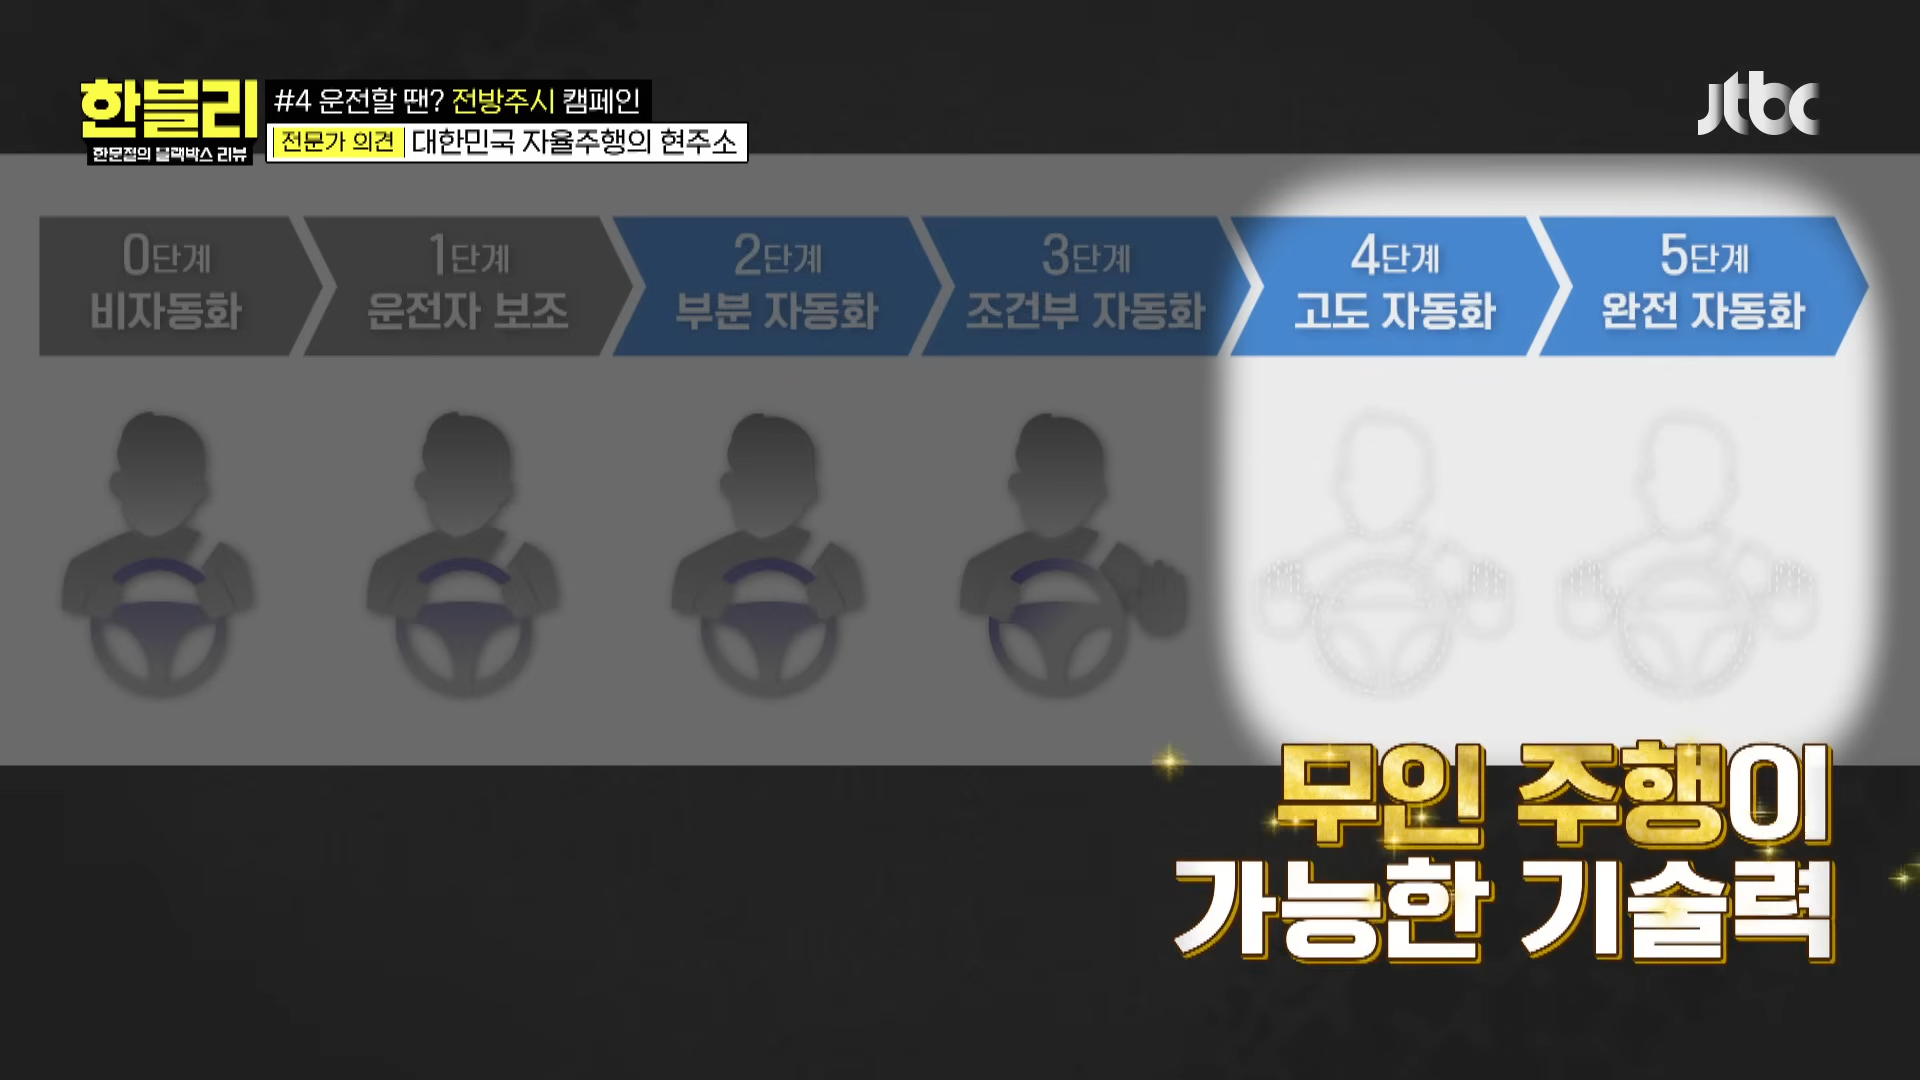 한블리
한문철의 블랙박스 리뷰
#4 운전할 땐? 전방주시 캠페인
전문가 의견 대한민국 자율주행의 현주소
jtbc
0단계
비자동화
1단계
운전자 보조
2단계
부분 자동화
3단계
조건부 자동화
4단계
고도 자동화
5단계
완전 자동화
무인 주행이
가능한 기술력